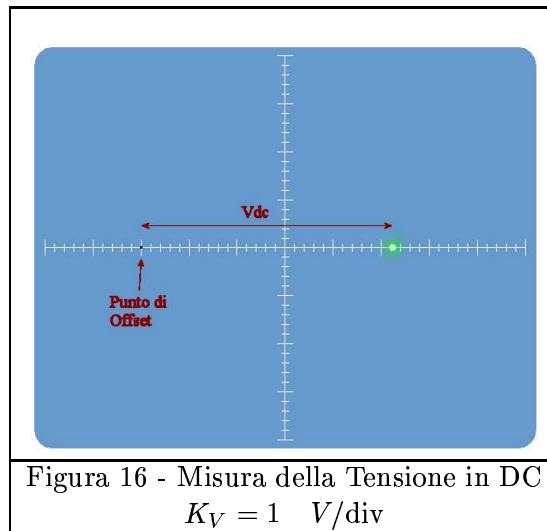 Vdc
Punto di
Offset
Figura 16 - Misura della Tensione in DC
K_V = 1 V/div